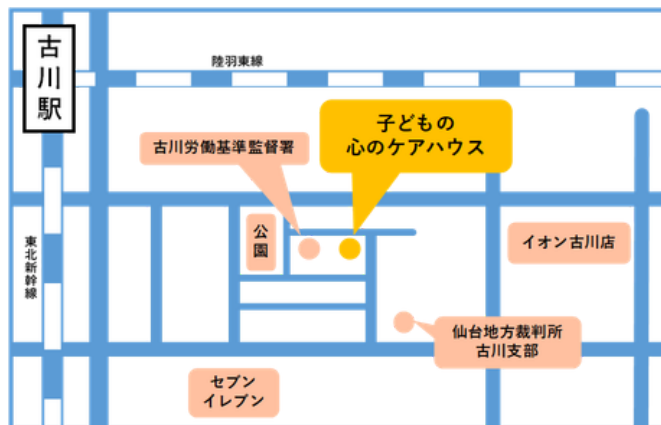 古川駅
陸羽東線
子どもの
心のケアハウス
古川労働基準監督署
公園
東北新幹線
イオン古川店
仙台地方裁判所
古川支部
セブン
イレブン